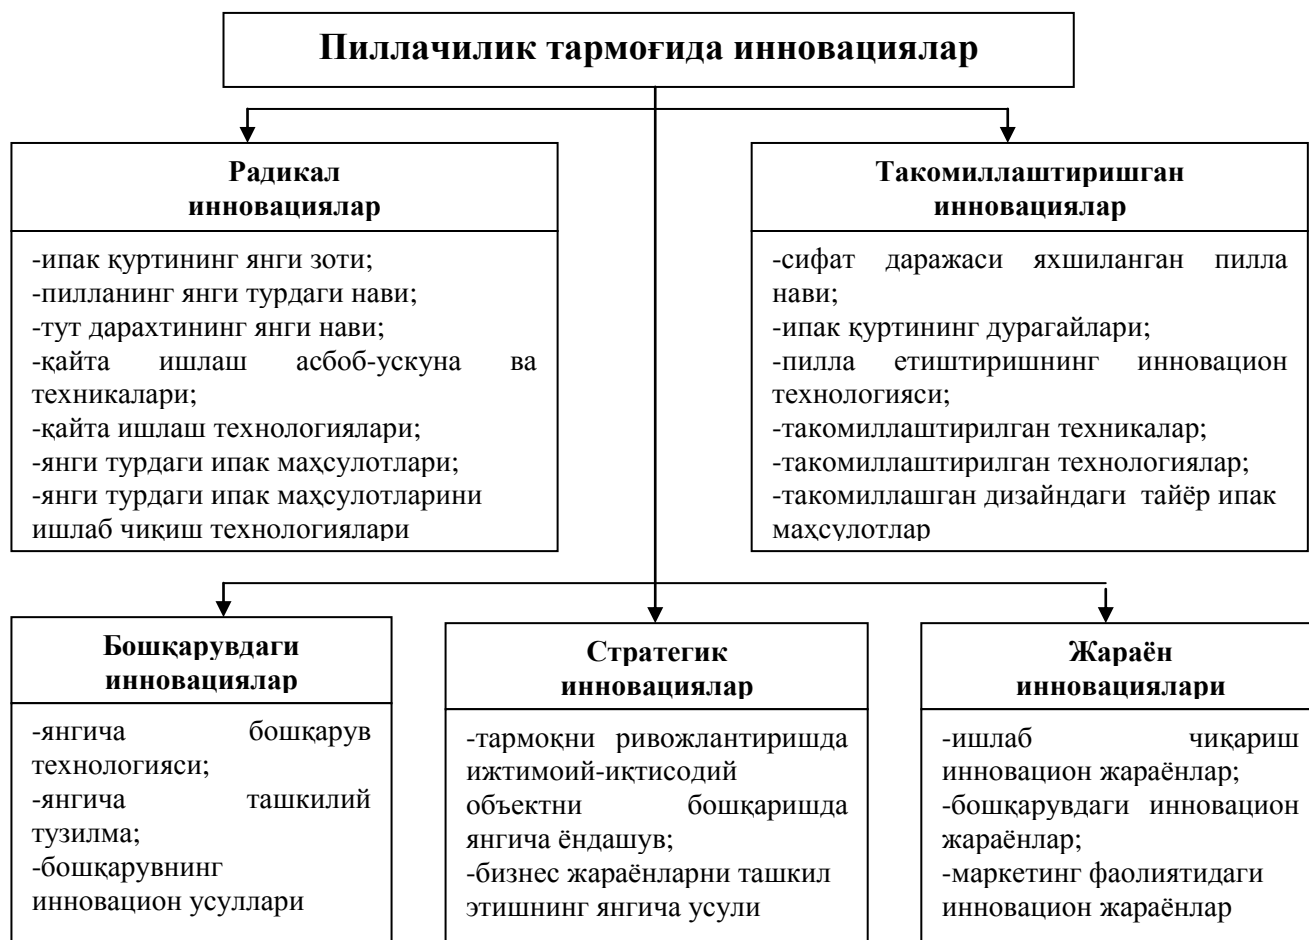 Пиллачилик тармоғида инновациялар
Радикал
инновациялар
-ипак қуртининг янги зоти;
-пилланинг янги турдаги нави;
-тут дарахтининг янги нави;
-қайта ишлаш асбоб-ускуна ва
техникалари;
-қайта ишлаш технологиялари;
-янги турдаги ипак маҳсулотлари;
-янги турдаги ипак маҳсулотларини
ишлаб чиқиш технологиялари
Такомиллаштиришган
инновациялар
-сифат даражаси яхшиланган пилла
нави;
-ипак қуртининг дурагайлари;
-пилла етиштиришнинг инновацион
технологияси;
-такомиллаштирилган техникалар;
-такомиллаштирилган технологиялар;
-такомиллашган дизайндаги тайёр ипак
маҳсулотлар
Бошқарувдаги
инновациялар
-янгича бошқарув
технологияси;
-янгича ташкилий
тузилма;
-бошқарувнинг
инновацион усуллари
Стратегик
инновациялар
-тармоқни ривожлантиришда
ижтимоий-иқтисодий
объектни бошқаришда
янгича ёндашув;
-бизнес жараёнларни ташкил
этишнинг янгича усули
Жараён
инновациялари
-ишлаб чиқариш
инновацион жараёнлар;
-бошқарувдаги инновацион
жараёнлар;
-маркетинг фаолиятидаги
инновацион жараёнлар